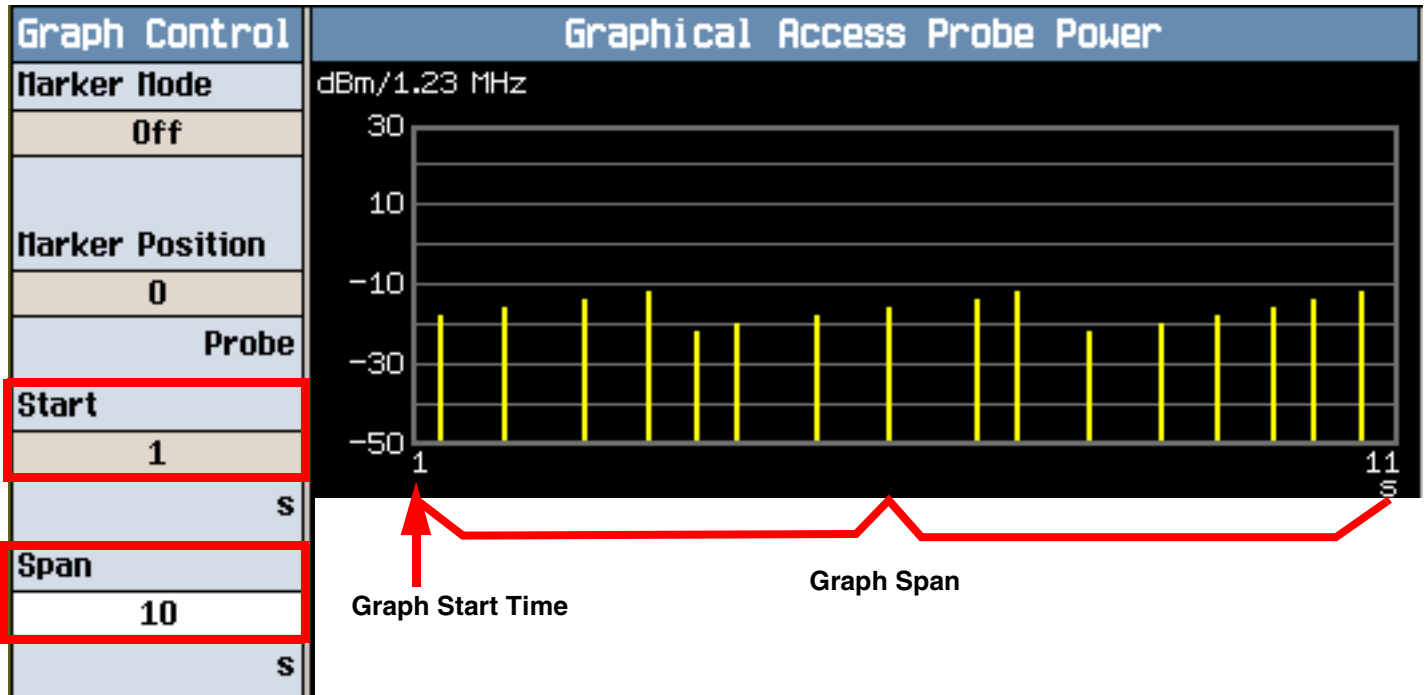 Graph Control
Marker Mode
Off
Marker Position
0
Probe
Start
1
s
Span
10
s
Graphical Access Probe Power
dBm/1.23 MHz
30
10
-10
-30
-50
1
11
s
Graph Start Time
Graph Span